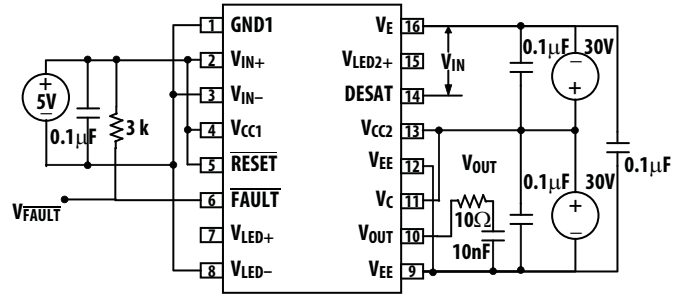 1 GND1
2 VIN+
3 VIN–
4 VCC1
5 RESET
6 FAULT
7 VLED+
8 VLED–
VE 16
VLED2+ 15
DESAT 14
VCC2 13
VEE 12
VC 11
VOUT 10
VEE 9
+
5V
–
0.1μF
3 k
VFAULT
VIN
0.1μF
30V
–
+
0.1μF
VOUT
0.1μF
30V
+
–
10Ω
10nF